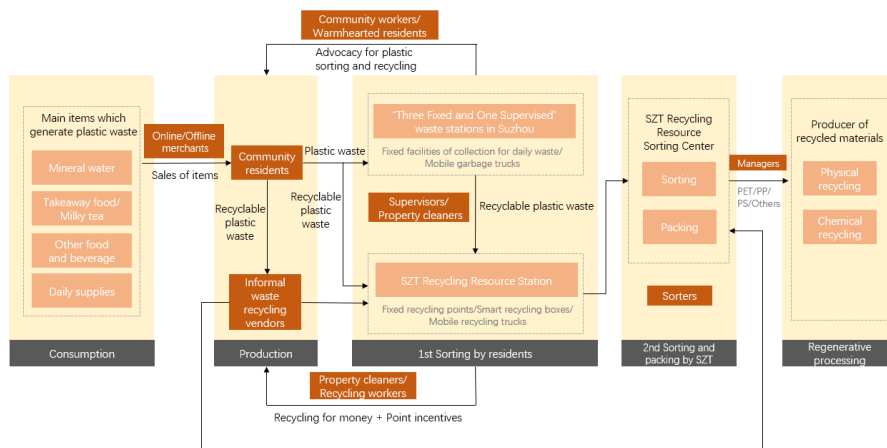 Community workers/
Warmhearted residents
Advocacy for plastic
sorting and recycling
Main items which
generate plastic waste
Mineral water
Takeaway food/
Milky tea
Other food
and beverage
Daily supplies
Consumption
Online/Offline
merchants
Sales of items
Community
residents
Recyclable
plastic
waste
Informal
waste
recycling
vendors
Production
Plastic waste
Recyclable
plastic
waste
"Three Fixed and One Supervised"
waste stations in Suzhou
Fixed facilities of collection for daily waste/
Mobile garbage trucks
Supervisors/
Property cleaners
Recyclable plastic waste
SZT Recycling Resource Station
Fixed recycling points/Smart recycling boxes/
Mobile recycling trucks
1st Sorting by residents
Property cleaners/
Recycling workers
Recycling for money + Point incentives
SZT Recycling
Resource
Sorting Center
Sorting
Packing
Sorters
2nd Sorting and
packing by SZT
Managers
PET/PP/
PS/Others
Producer of
recycled materials
Physical
recycling
Chemical
recycling
Regenerative
processing